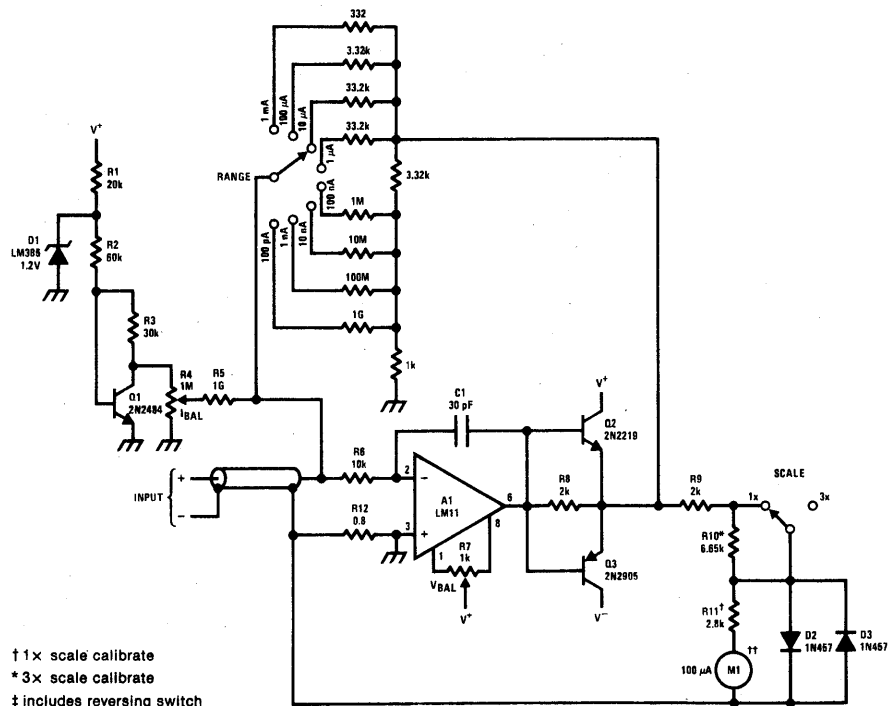 332
3.32k
33.2k
33.2k
3.32k
1 mA
100 µA
10 µA
1 µA
100 nA
10 nA
1 nA
100 pA
RANGE
1M
10M
100M
1G
1k
V+
R1
20k
D1
LM385
1.2V
R2
60k
R3
30k
Q1
2N2484
R4
1M
IBAL
R5
1G
INPUT
+
−
R6
10k
R12
0.8
C1
30 pF
2
−
3
+
A1
LM11
6
1
8
R7
1k
VBAL
V+
V+
Q2
2N2219
R8
2k
Q3
2N2905
V−
R9
2k
SCALE
1x
3x
R10*
6.65k
R11†
2.8k
100 µA
M1
††
D2
1N457
D3
1N457
† 1× scale calibrate
* 3× scale calibrate
‡ includes reversing switch